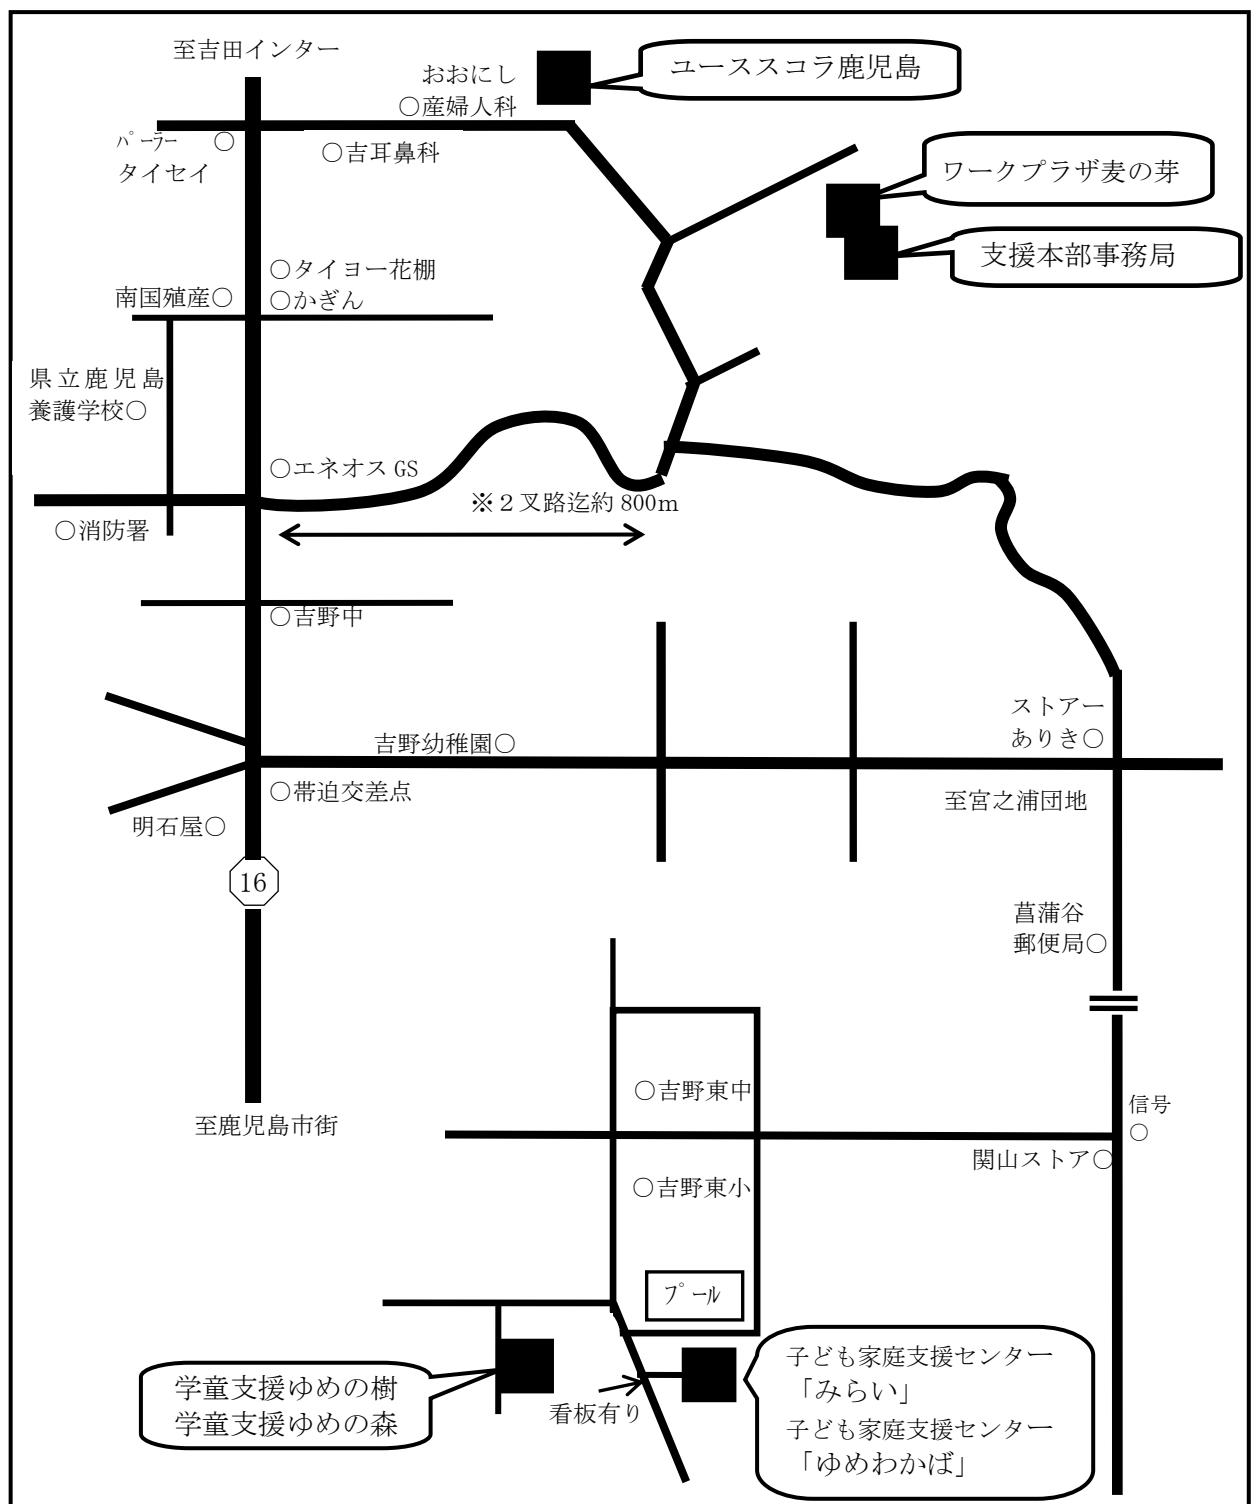 至吉田インター
おおにし
○産婦人科
ユーススコラ鹿児島
パーラー ○
タイセイ
○吉耳鼻科
ワークプラザ麦の芽
支援本部事務局
○タイヨー花棚
南国殖産○
○かぎん
県立鹿児島
養護学校○
○エネオス GS
※２叉路迄約 800m
○消防署
○吉野中
ストアー
ありき○
吉野幼稚園○
○帯迫交差点
至宮之浦団地
明石屋○
16
菖蒲谷
郵便局○
○吉野東中
信号
○
至鹿児島市街
関山ストア○
○吉野東小
プール
学童支援ゆめの樹
学童支援ゆめの森
看板有り
子ども家庭支援センター
「みらい」
子ども家庭支援センター
「ゆめわかば」